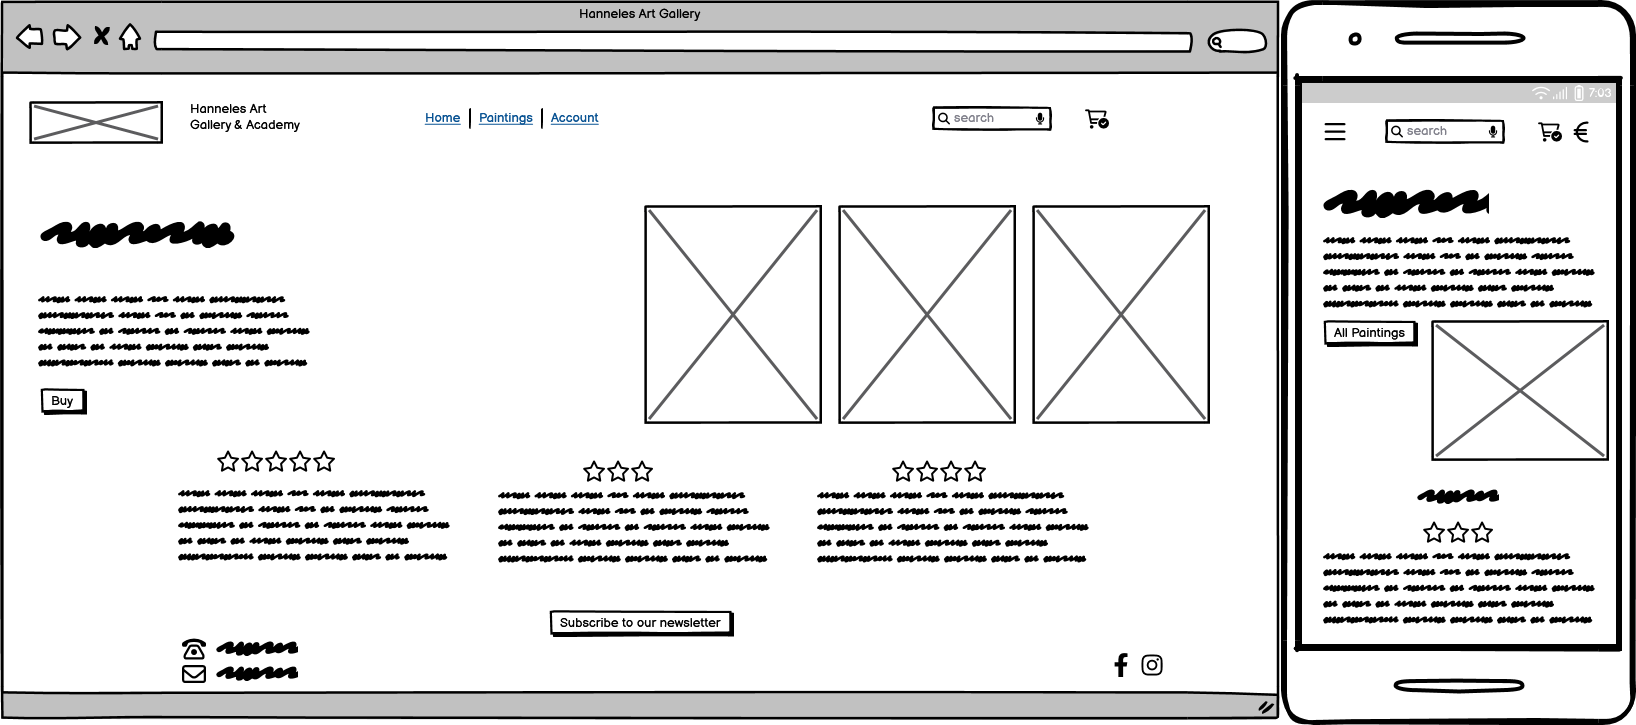 Hanneles Art Gallery
Hanneles Art
Gallery & Academy
Home
Paintings
Account
search
Buy
Subscribe to our newsletter
7:03
search
€
All Paintings